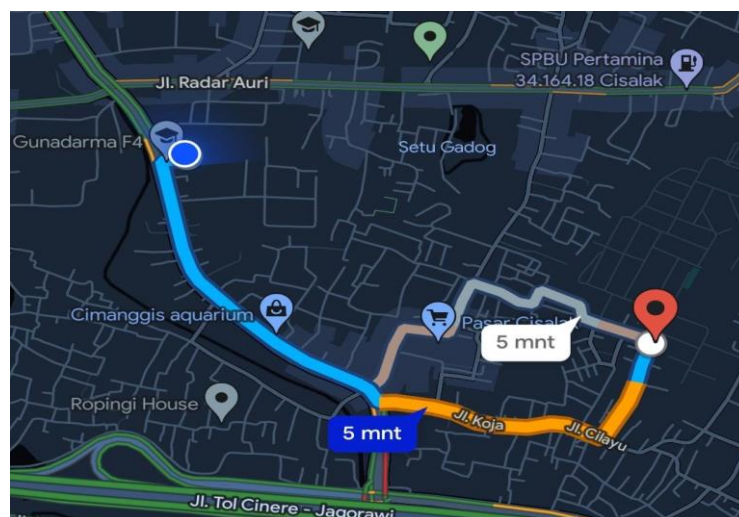 SPBU Pertamina
34.164.18 Cisalak
Jl. Radar Auri
Gunadarma F4
Setu Gadog
Cimanggis aquarium
Pasar Cisalak
5 mnt
Ropingi House
5 mnt
Jl. Koja
Jl. Cilayu
Jl. Tol Cinere - Jagorawi